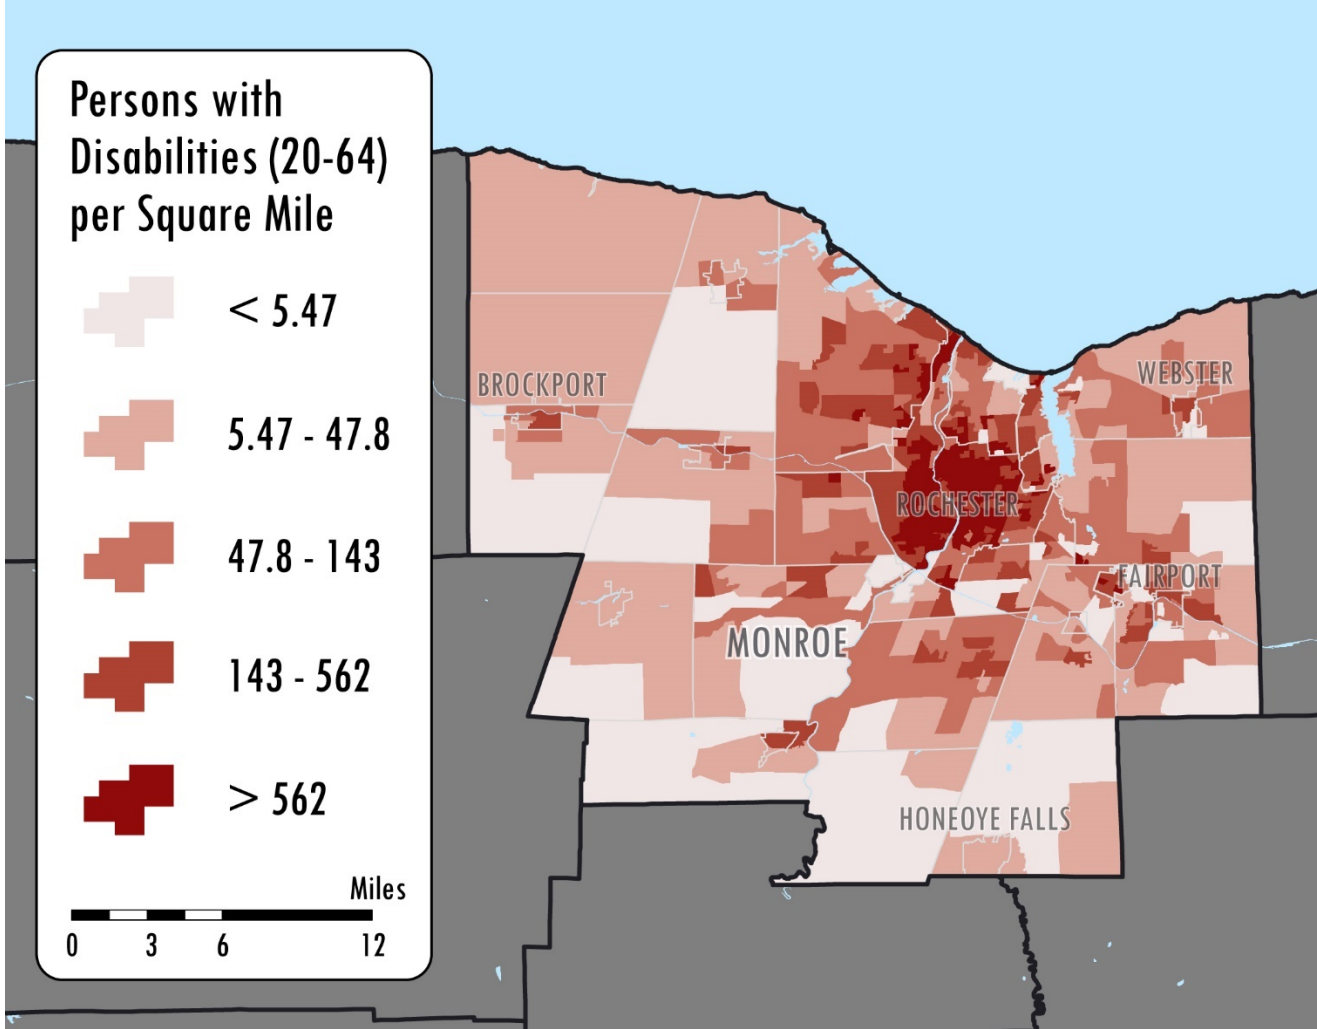 Persons with
Disabilities (20-64)
per Square Mile
< 5.47
5.47 - 47.8
47.8 - 143
143 - 562
> 562
Miles
0 3 6 12
BROCKPORT
WEBSTER
ROCHESTER
FAIRPORT
MONROE
HONEOYE FALLS